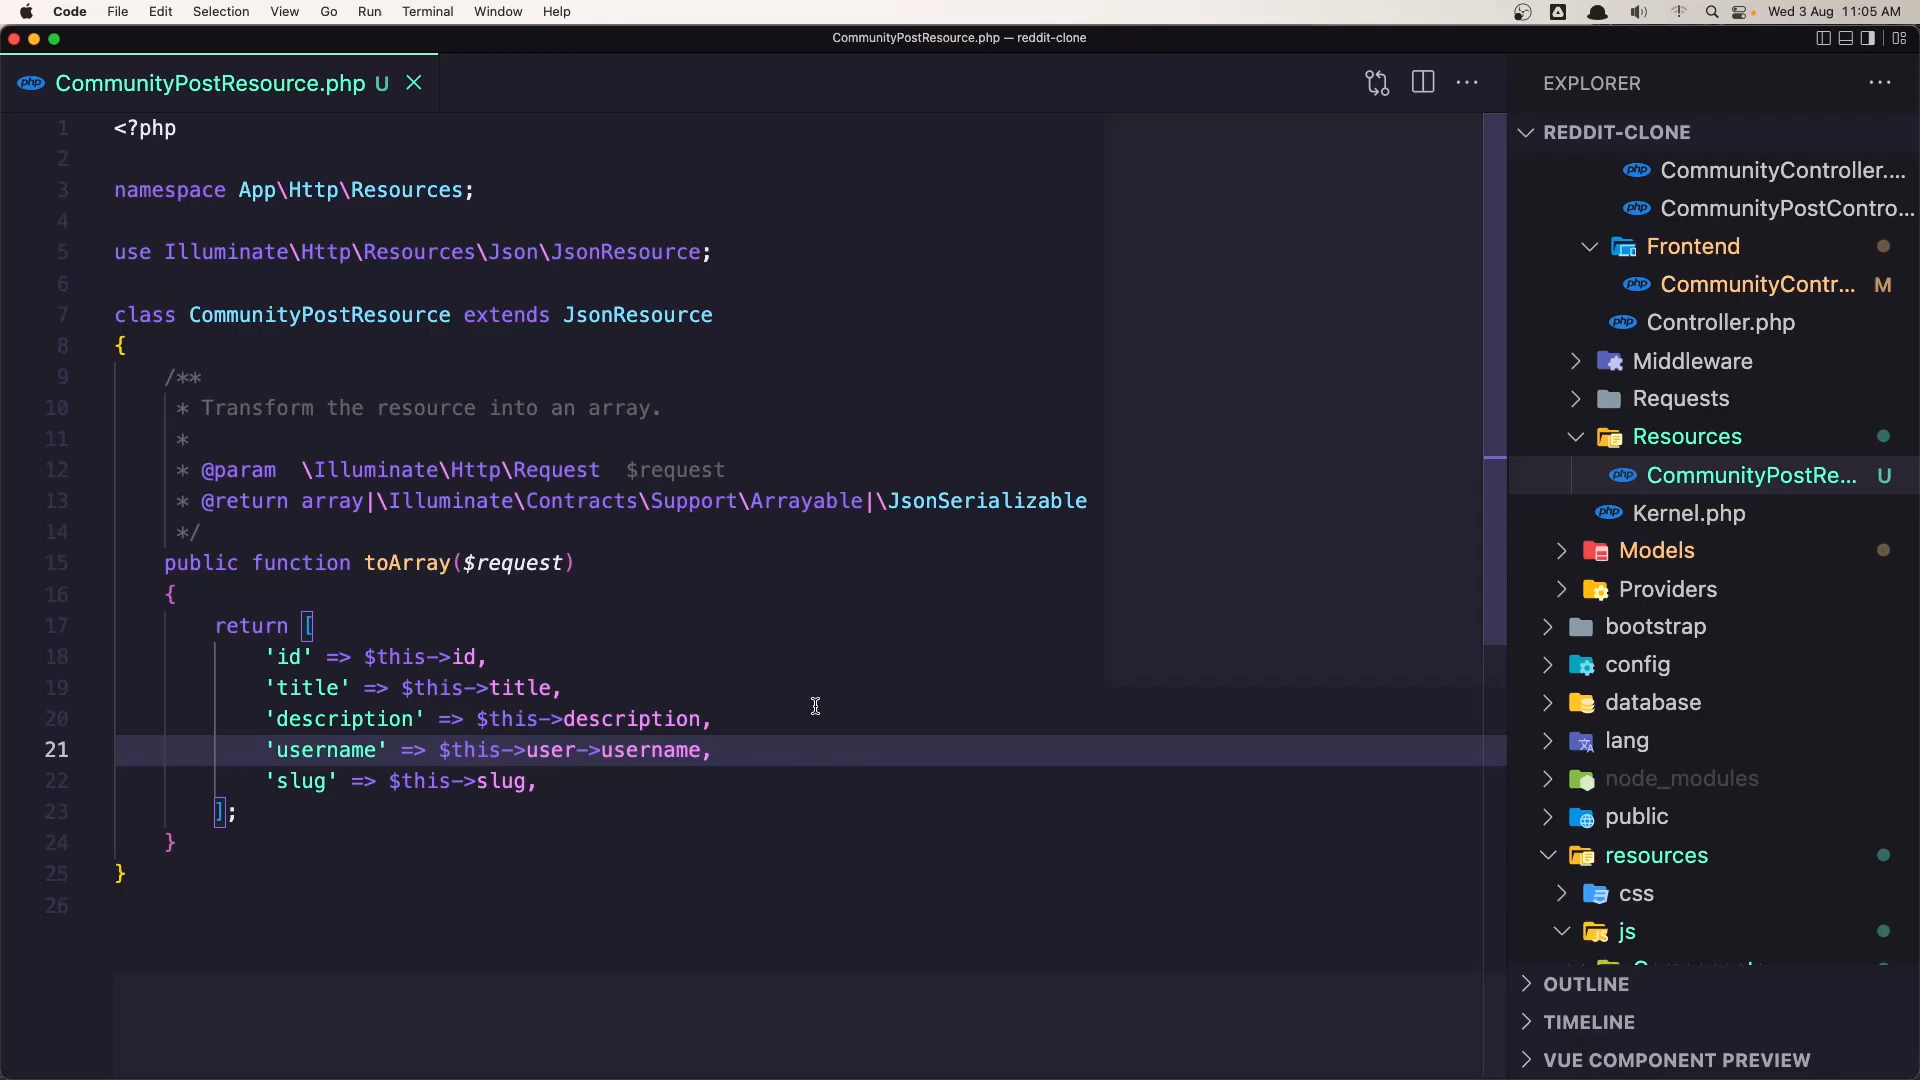 Code File Edit Selection View Go Run Terminal Window Help Wed 3 Aug 11:05 AM
CommunityPostResource.php — reddit-clone
CommunityPostResource.php U
1 <?php
2
3 namespace App\Http\Resources;
4
5 use Illuminate\Http\Resources\Json\JsonResource;
6
7 class CommunityPostResource extends JsonResource
8 {
9 /**
10 * Transform the resource into an array.
11 *
12 * @param  \Illuminate\Http\Request  $request
13 * @return array|\Illuminate\Contracts\Support\Arrayable|\JsonSerializable
14 */
15 public function toArray($request)
16 {
17 return [
18 'id' => $this->id,
19 'title' => $this->title,
20 'description' => $this->description,
21 'username' => $this->user->username,
22 'slug' => $this->slug,
23 ];
24 }
25 }
26
EXPLORER
REDDIT-CLONE
php CommunityController....
php CommunityPostContro...
Frontend
php CommunityContr... M
php Controller.php
Middleware
Requests
Resources
php CommunityPostRe... U
php Kernel.php
Models
Providers
bootstrap
config
database
lang
node_modules
public
resources
css
js
OUTLINE
TIMELINE
VUE COMPONENT PREVIEW